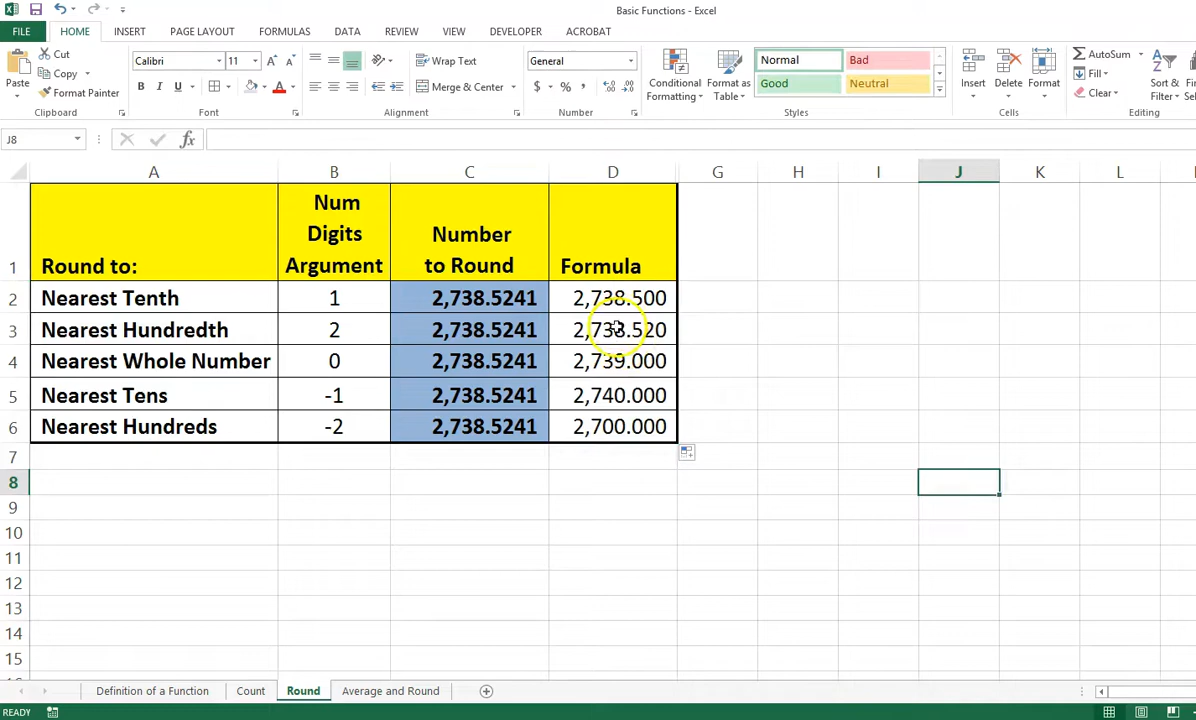 Basic Functions - Excel
FILE HOME INSERT PAGE LAYOUT FORMULAS DATA REVIEW VIEW DEVELOPER ACROBAT
Cut
Copy
Format Painter
Paste
Clipboard
Calibri 11
B I U
Font
Wrap Text
Merge & Center
Alignment
General
$ % ,
Number
Conditional Formatting
Format as Table
Normal Bad
Good Neutral
Styles
Insert Delete Format
Cells
AutoSum
Fill
Clear
Sort &
Filter
Editing
J8
fx
A B C D G H I J K L
1 Round to: Num Digits Argument Number to Round Formula
2 Nearest Tenth 1 2,738.5241 2,738.500
3 Nearest Hundredth 2 2,738.5241 2,738.520
4 Nearest Whole Number 0 2,738.5241 2,739.000
5 Nearest Tens -1 2,738.5241 2,740.000
6 Nearest Hundreds -2 2,738.5241 2,700.000
7
8
9
10
11
12
13
14
15
Definition of a Function Count Round Average and Round
READY